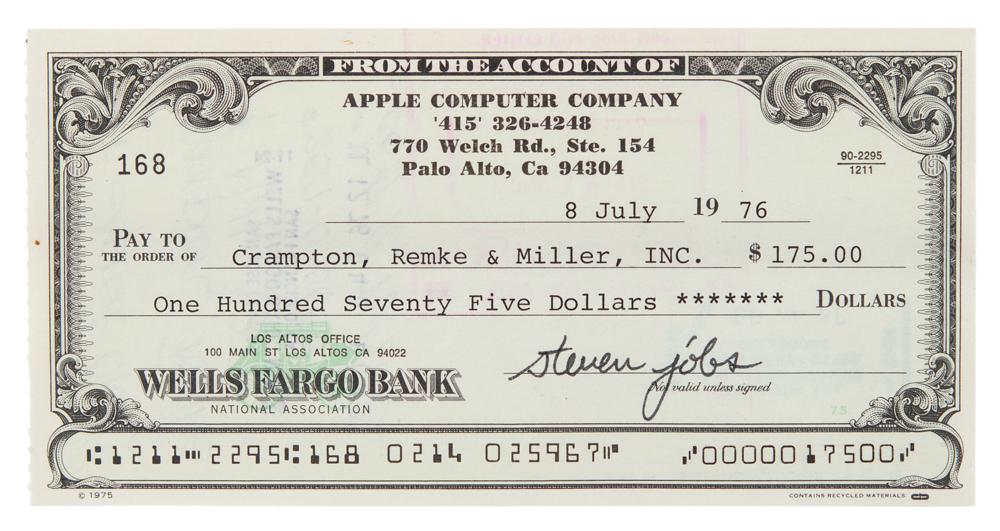 FROM THE ACCOUNT OF
APPLE COMPUTER COMPANY
'415' 326-4248
770 Welch Rd., Ste. 154
Palo Alto, Ca 94304
168
90-2295
1211
8 July 19 76
PAY TO
THE ORDER OF Crampton, Remke & Miller, INC. $ 175.00
One Hundred Seventy Five Dollars ******* DOLLARS
LOS ALTOS OFFICE
100 MAIN ST LOS ALTOS CA 94022
WELLS FARGO BANK
NATIONAL ASSOCIATION
steven jobs
Not valid unless signed
75
⑆1211⑉2295⑆168 0214 025967⑈ ⑇0000017500⑇
© 1975
CONTAINS RECYCLED MATERIALS